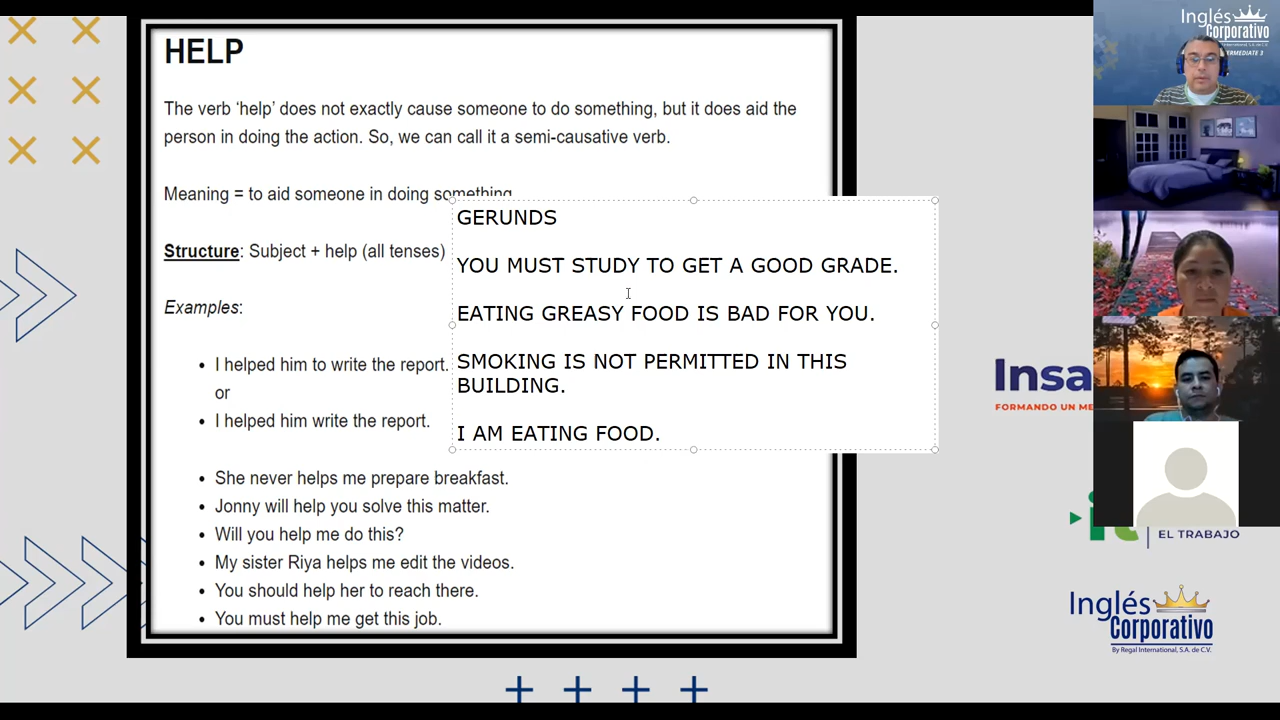 HELP
The verb ‘help’ does not exactly cause someone to do something, but it does aid the
person in doing the action. So, we can call it a semi-causative verb.
Meaning = to aid someone in doing something
Structure: Subject + help (all tenses)
Examples:
• I helped him to write the report.
or
• I helped him write the report.
• She never helps me prepare breakfast.
• Jonny will help you solve this matter.
• Will you help me do this?
• My sister Riya helps me edit the videos.
• You should help her to reach there.
• You must help me get this job.
GERUNDS
YOU MUST STUDY TO GET A GOOD GRADE.
EATING GREASY FOOD IS BAD FOR YOU.
SMOKING IS NOT PERMITTED IN THIS
BUILDING.
I AM EATING FOOD.
Inglés
Corporativo
Insa
FORMANDO UN ME
EL TRABAJO
Inglés
Corporativo
By Regal International, S.A. de C.V.